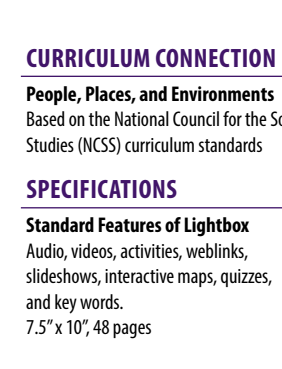 CURRICULUM CONNECTION
People, Places, and Environments
Based on the National Council for the
Studies (NCSS) curriculum standards
SPECIFICATIONS
Standard Features of Lightbox
Audio, videos, activities, weblinks,
slideshows, interactive maps, quizzes,
and key words.
7.5” x 10”, 48 pages